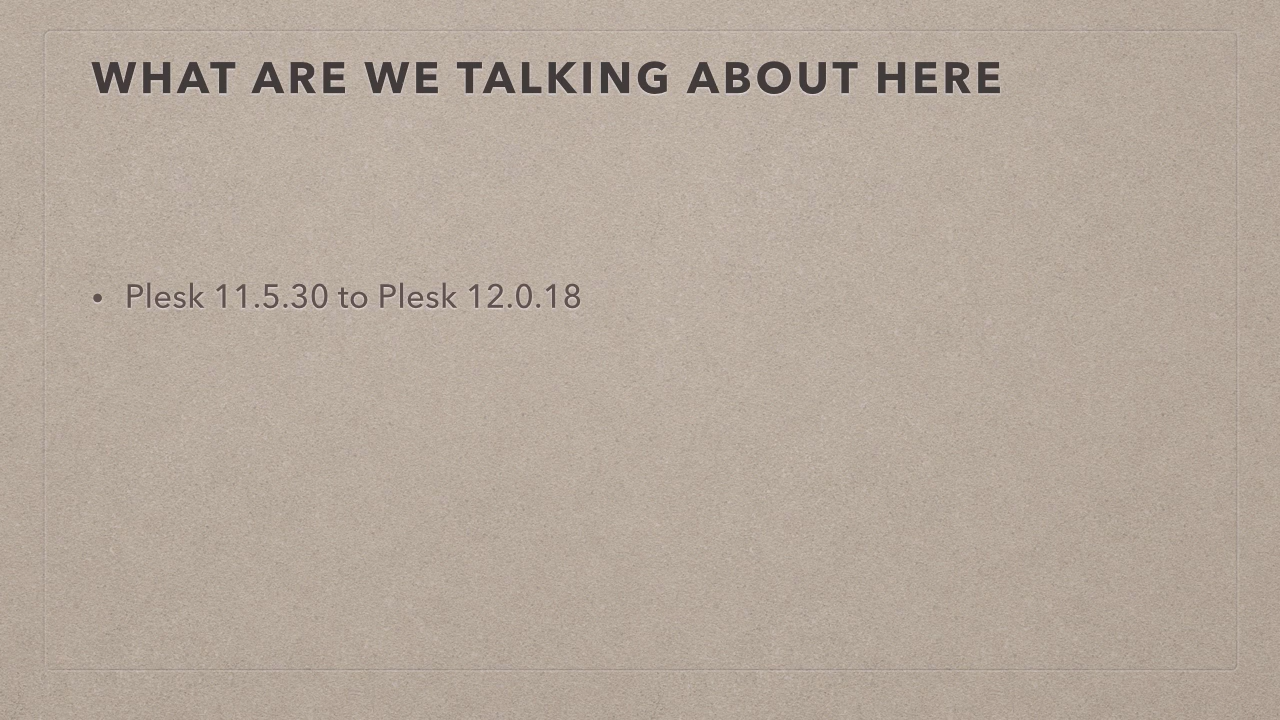 WHAT ARE WE TALKING ABOUT HERE
• Plesk 11.5.30 to Plesk 12.0.18